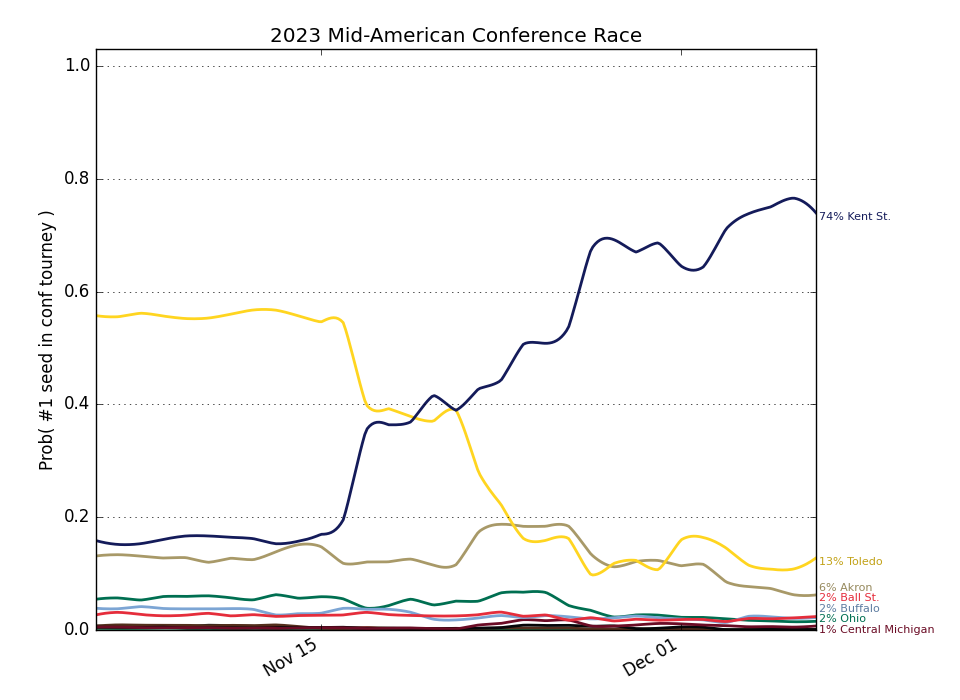 2023 Mid-American Conference Race
Prob( #1 seed in conf tourney )
1.0
0.8
0.6
0.4
0.2
0.0
Nov 15
Dec 01
74% Kent St.
13% Toledo
6% Akron
2% Ball St.
2% Buffalo
2% Ohio
1% Central Michigan